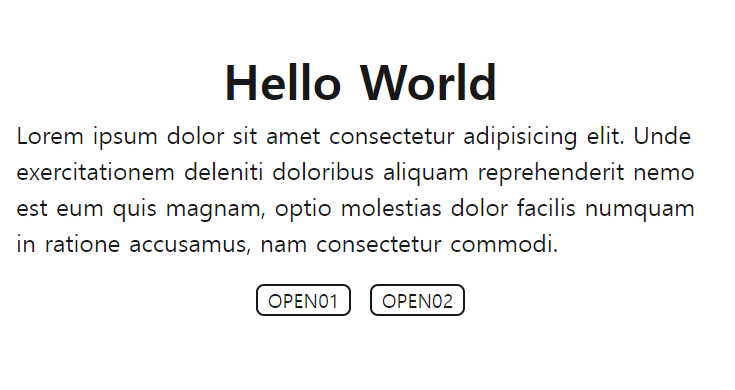 Hello World
Lorem ipsum dolor sit amet consectetur adipisicing elit. Unde
exercitationem deleniti doloribus aliquam reprehenderit nemo
est eum quis magnam, optio molestias dolor facilis numquam
in ratione accusamus, nam consectetur commodi.
OPEN01 OPEN02